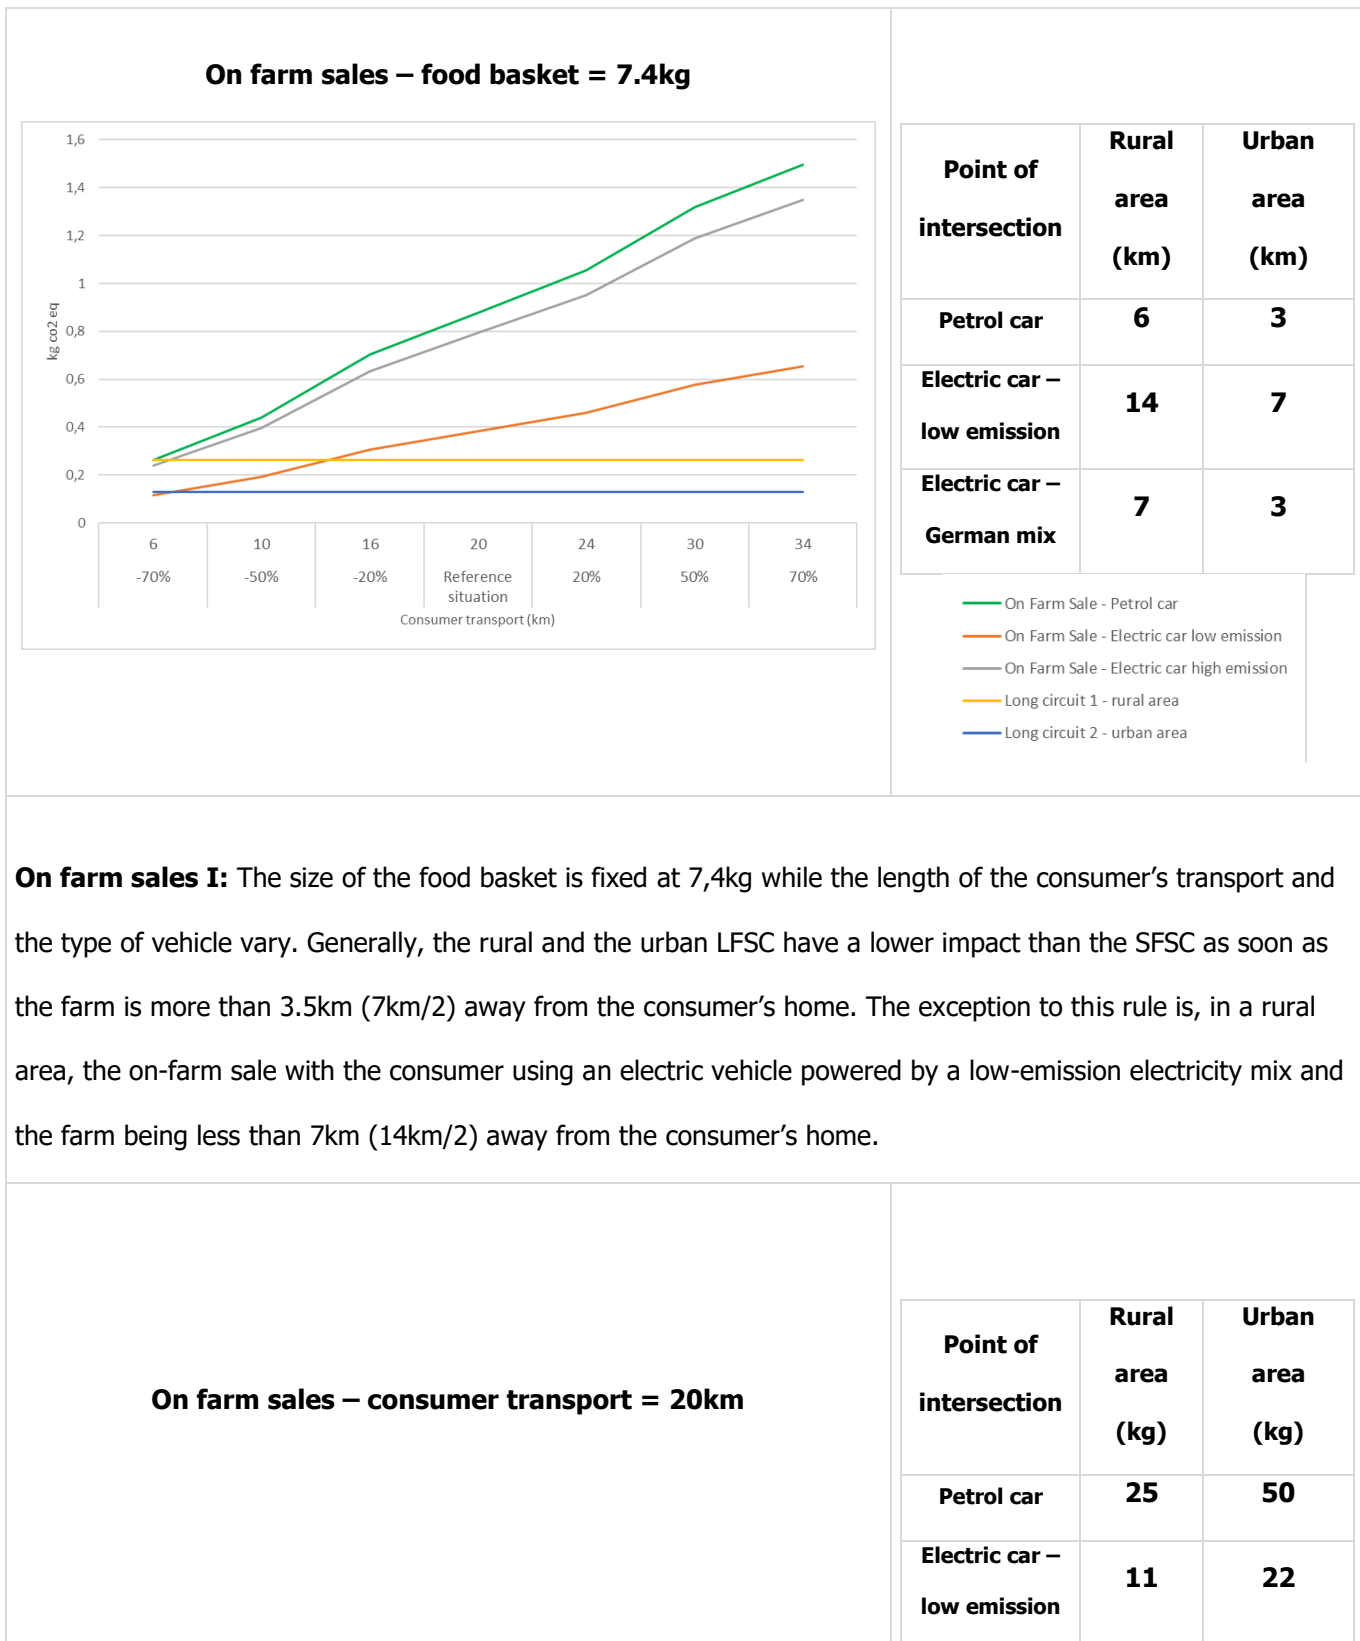 On farm sales – food basket = 7.4kg
1,6
1,4
1,2
1
0,8
0,6
0,4
0,2
0
kg co2 eq
6 10 16 20 24 30 34
-70% -50% -20% Reference situation 20% 50% 70%
Consumer transport (km)
Point of intersection Rural area (km) Urban area (km)
Petrol car 6 3
Electric car – low emission 14 7
Electric car – German mix 7 3
On Farm Sale - Petrol car
On Farm Sale - Electric car low emission
On Farm Sale - Electric car high emission
Long circuit 1 - rural area
Long circuit 2 - urban area
On farm sales I: The size of the food basket is fixed at 7,4kg while the length of the consumer’s transport and
the type of vehicle vary. Generally, the rural and the urban LFSC have a lower impact than the SFSC as soon as
the farm is more than 3.5km (7km/2) away from the consumer’s home. The exception to this rule is, in a rural
area, the on-farm sale with the consumer using an electric vehicle powered by a low-emission electricity mix and
the farm being less than 7km (14km/2) away from the consumer’s home.
On farm sales – consumer transport = 20km
Point of intersection Rural area (kg) Urban area (kg)
Petrol car 25 50
Electric car – low emission 11 22